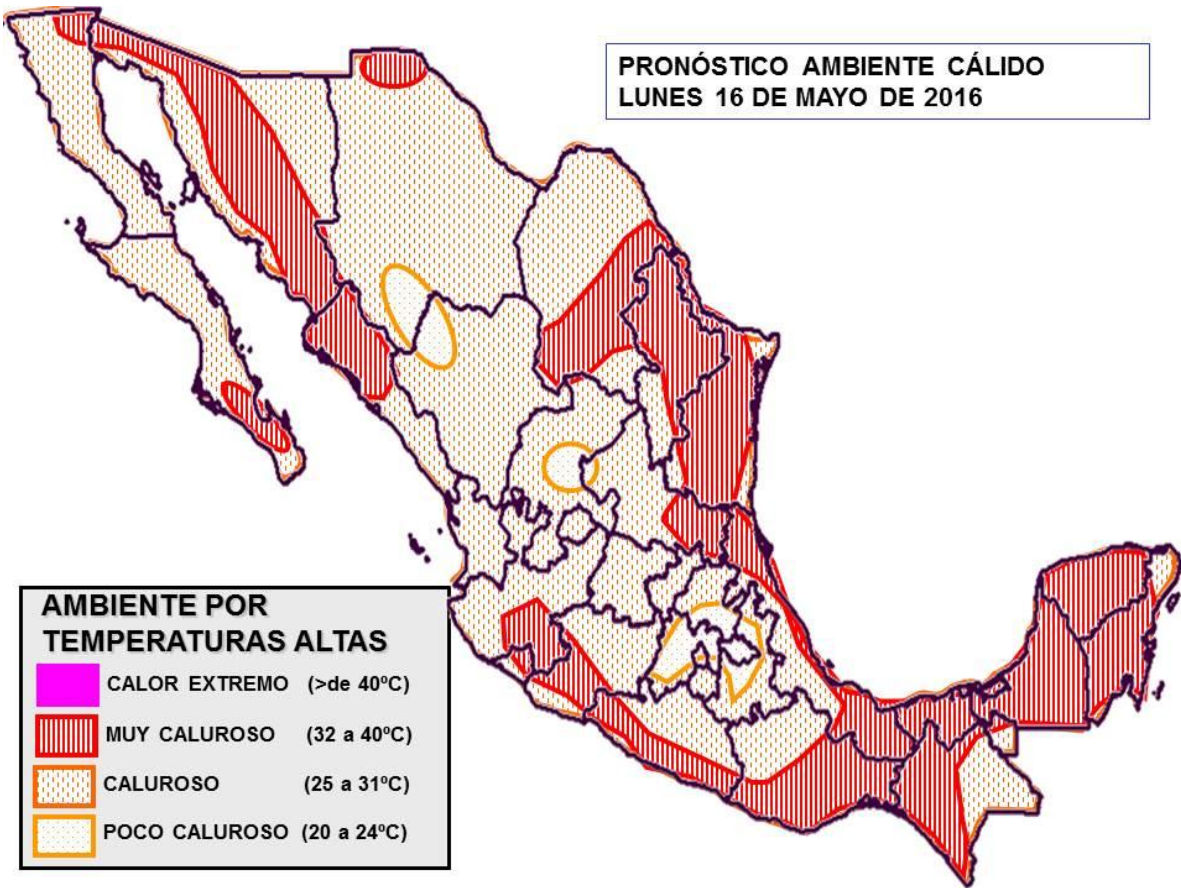 PRONÓSTICO AMBIENTE CÁLIDO
LUNES 16 DE MAYO DE 2016
AMBIENTE POR
TEMPERATURAS ALTAS
CALOR EXTREMO (>de 40ºC)
MUY CALUROSO (32 a 40ºC)
CALUROSO (25 a 31ºC)
POCO CALUROSO (20 a 24ºC)